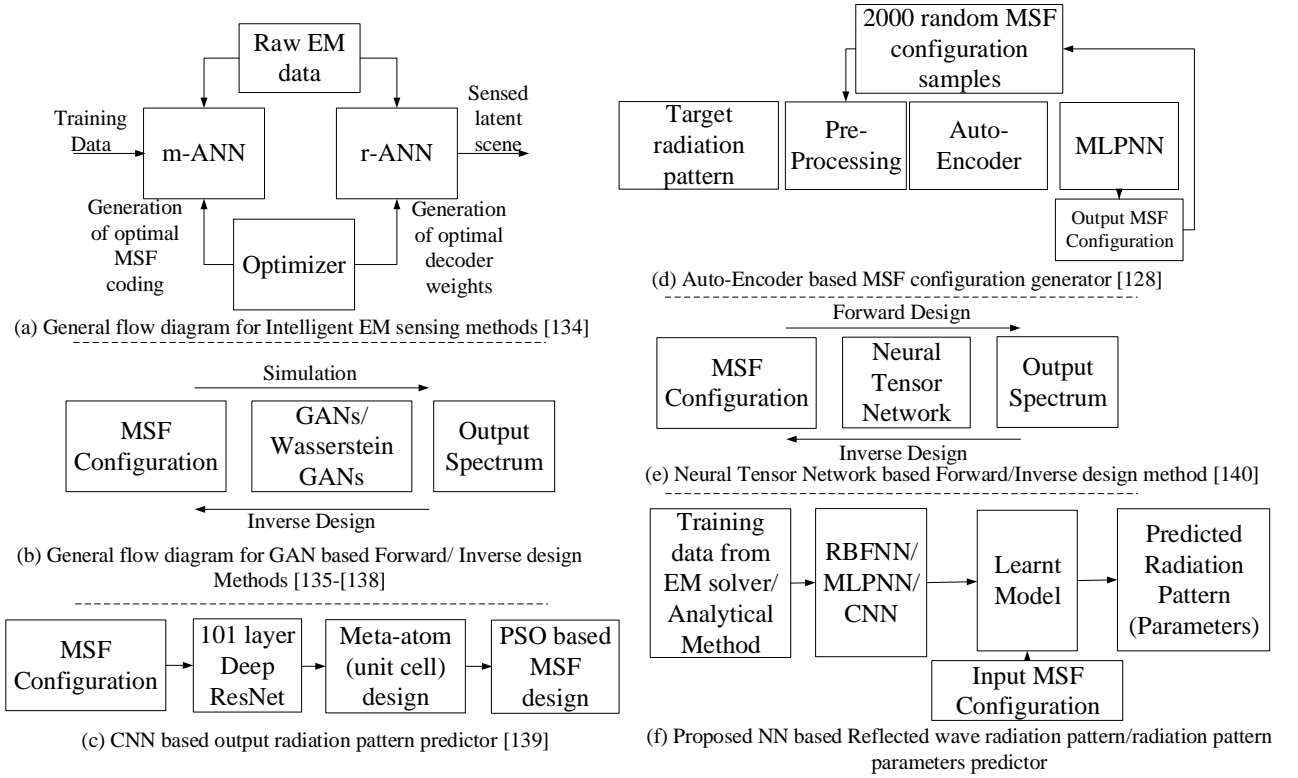 Raw EM
data
Training
Data
m-ANN
r-ANN
Sensed
latent
scene
Generation
of optimal
MSF
coding
Optimizer
Generation
of optimal
decoder
weights
(a) General flow diagram for Intelligent EM sensing methods [134]
Simulation
MSF
Configuration
GANs/
Wasserstein
GANs
Output
Spectrum
Inverse Design
(b) General flow diagram for GAN based Forward/ Inverse design
Methods [135-[138]
MSF
Configuration
101 layer
Deep
ResNet
Meta-atom
(unit cell)
design
PSO based
MSF
design
(c) CNN based output radiation pattern predictor [139]
2000 random MSF
configuration
samples
Target
radiation
pattern
Pre-
Processing
Auto-
Encoder
MLPNN
Output MSF
Configuration
(d) Auto-Encoder based MSF configuration generator [128]
Forward Design
MSF
Configuration
Neural
Tensor
Network
Output
Spectrum
Inverse Design
(e) Neural Tensor Network based Forward/Inverse design method [140]
Training
data from
EM solver/
Analytical
Method
RBFNN/
MLPNN/
CNN
Learnt
Model
Predicted
Radiation
Pattern
(Parameters)
Input MSF
Configuration
(f) Proposed NN based Reflected wave radiation pattern/radiation pattern
parameters predictor